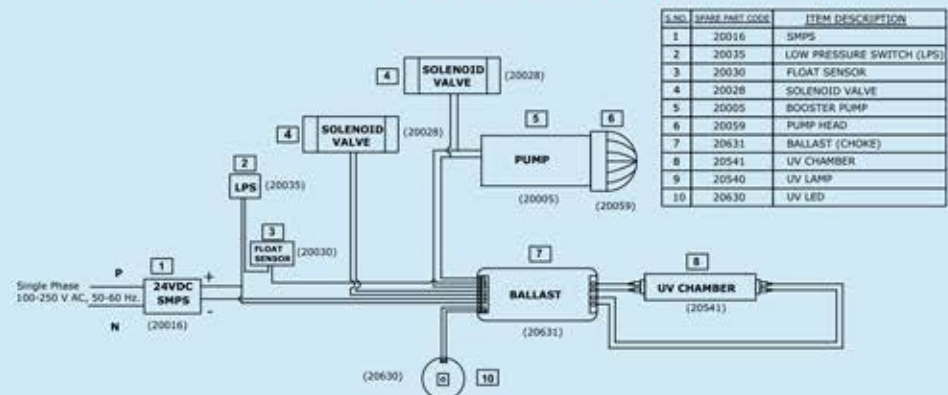 S.NO. SPARE PART CODE ITEM DESCRIPTION
1 20016 SMPS
2 20035 LOW PRESSURE SWITCH (LPS)
3 20030 FLOAT SENSOR
4 20028 SOLENOID VALVE
5 20005 BOOSTER PUMP
6 20059 PUMP HEAD
7 20631 BALLAST (CHOKE)
8 20541 UV CHAMBER
9 20540 UV LAMP
10 20630 UV LED
4
SOLENOID
VALVE
(20028)
4
SOLENOID
VALVE
(20028)
5
6
PUMP
(20005)
(20059)
2
LPS
(20035)
3
FLOAT
SENSOR
(20030)
1
P
Single Phase
100-250 V AC, 50-60 Hz.
N
24VDC
SMPS
+
-
(20016)
7
BALLAST
(20631)
8
UV CHAMBER
(20541)
(20630)
10